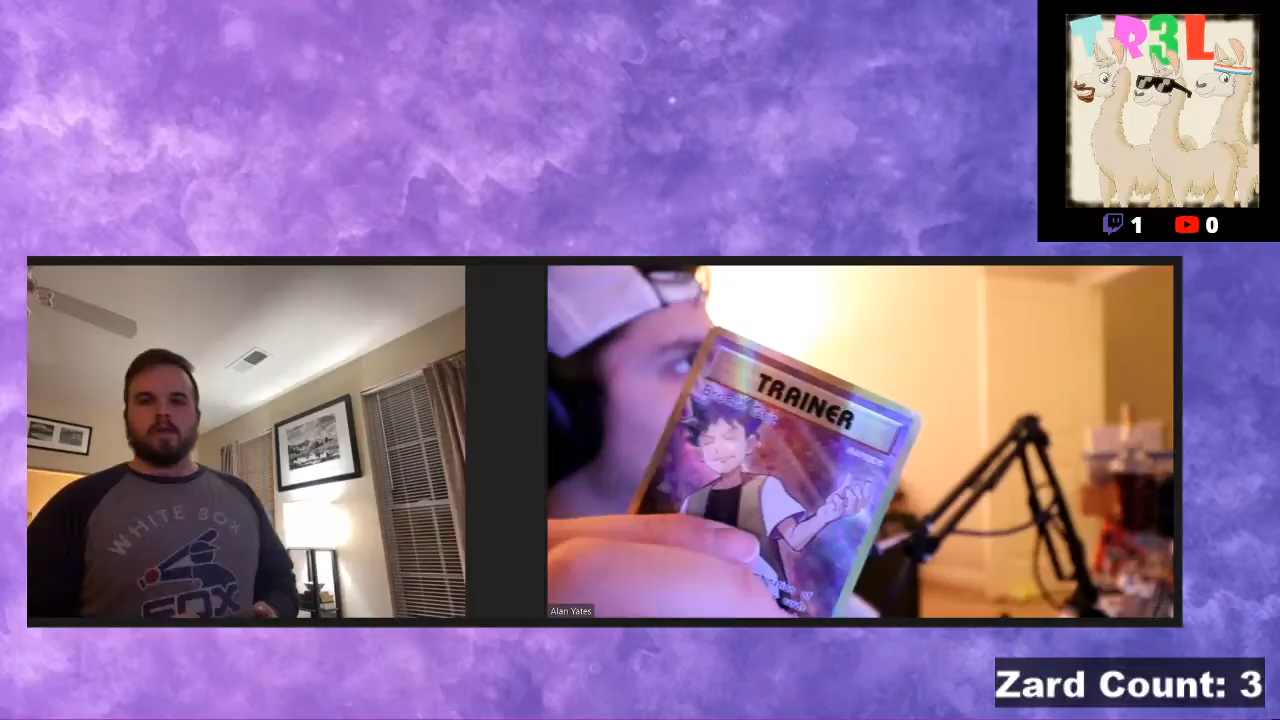 TR3L
1 0
TRAINER
WHITE SOX
SOX
Alan Yates
Zard Count: 3